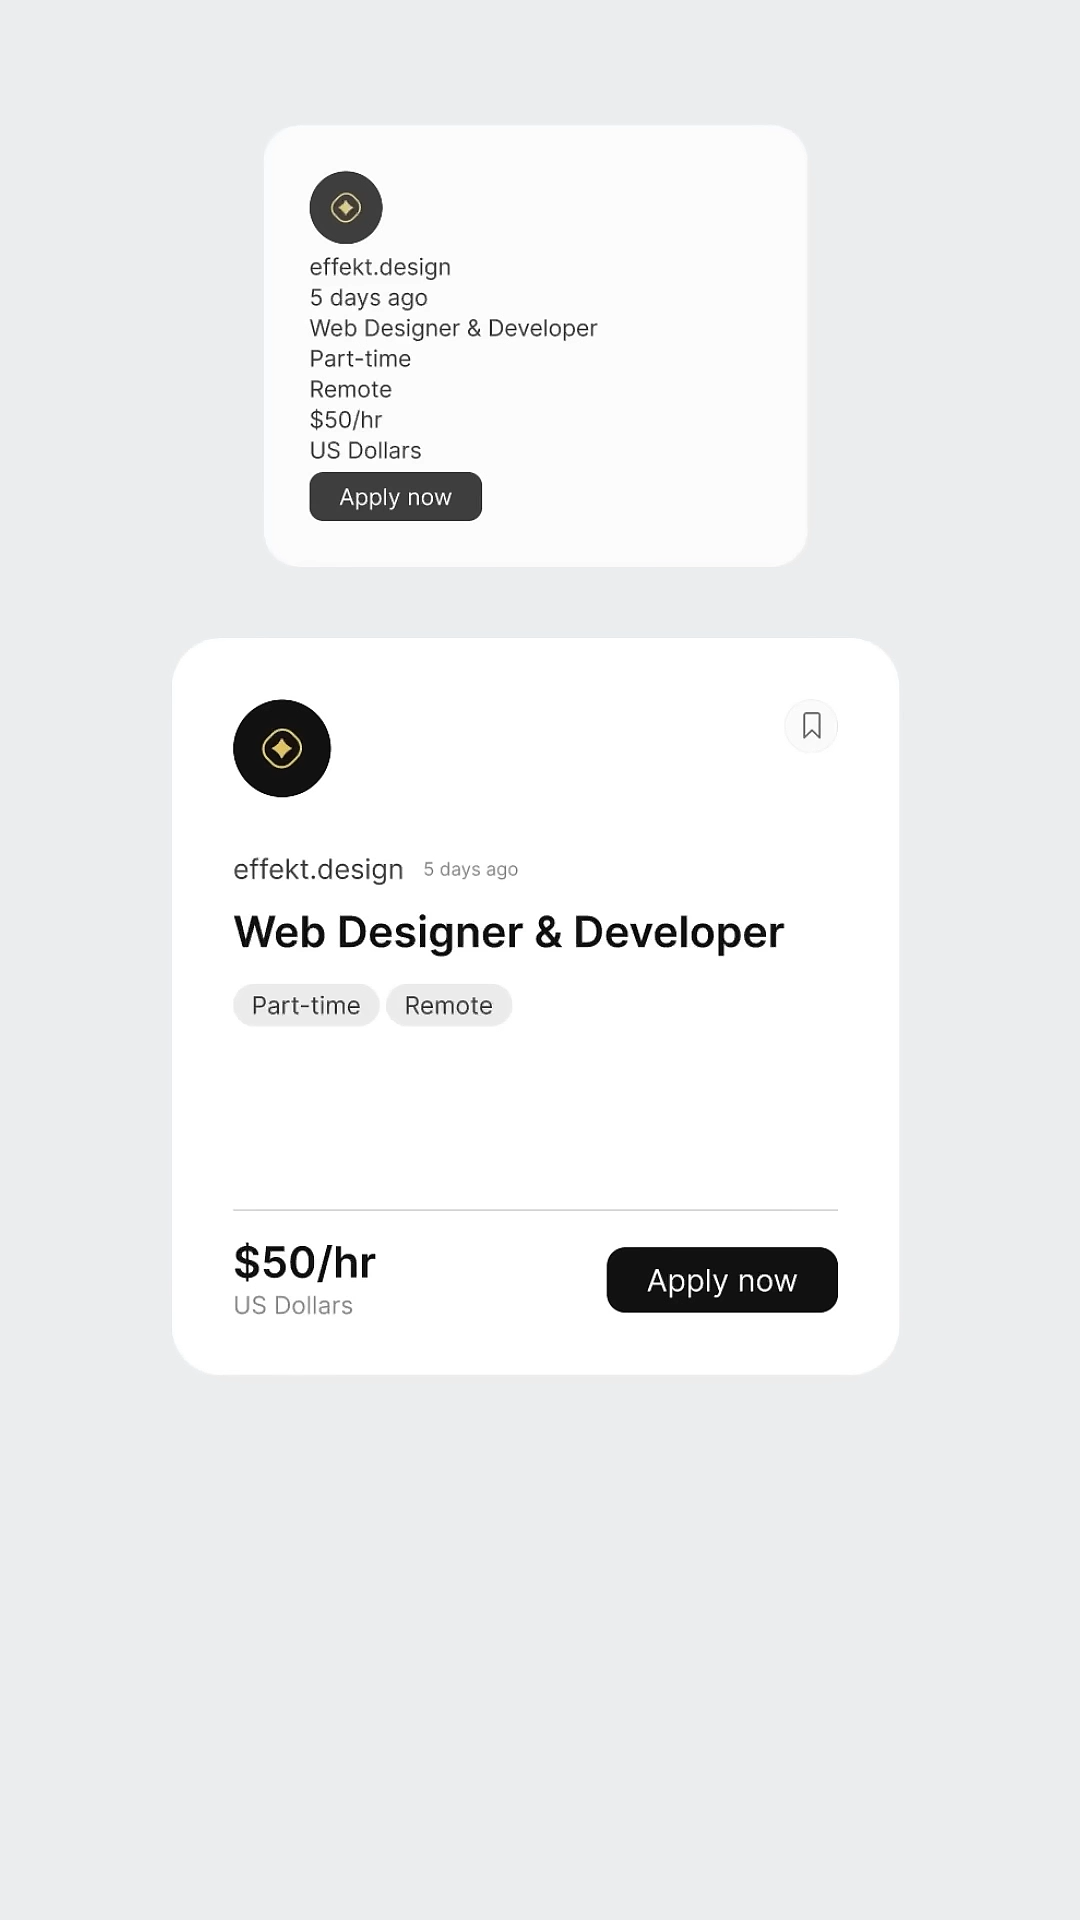 effekt.design
5 days ago
Web Designer & Developer
Part-time
Remote
$50/hr
US Dollars
Apply now
effekt.design 5 days ago
Web Designer & Developer
Part-time Remote
$50/hr
US Dollars
Apply now